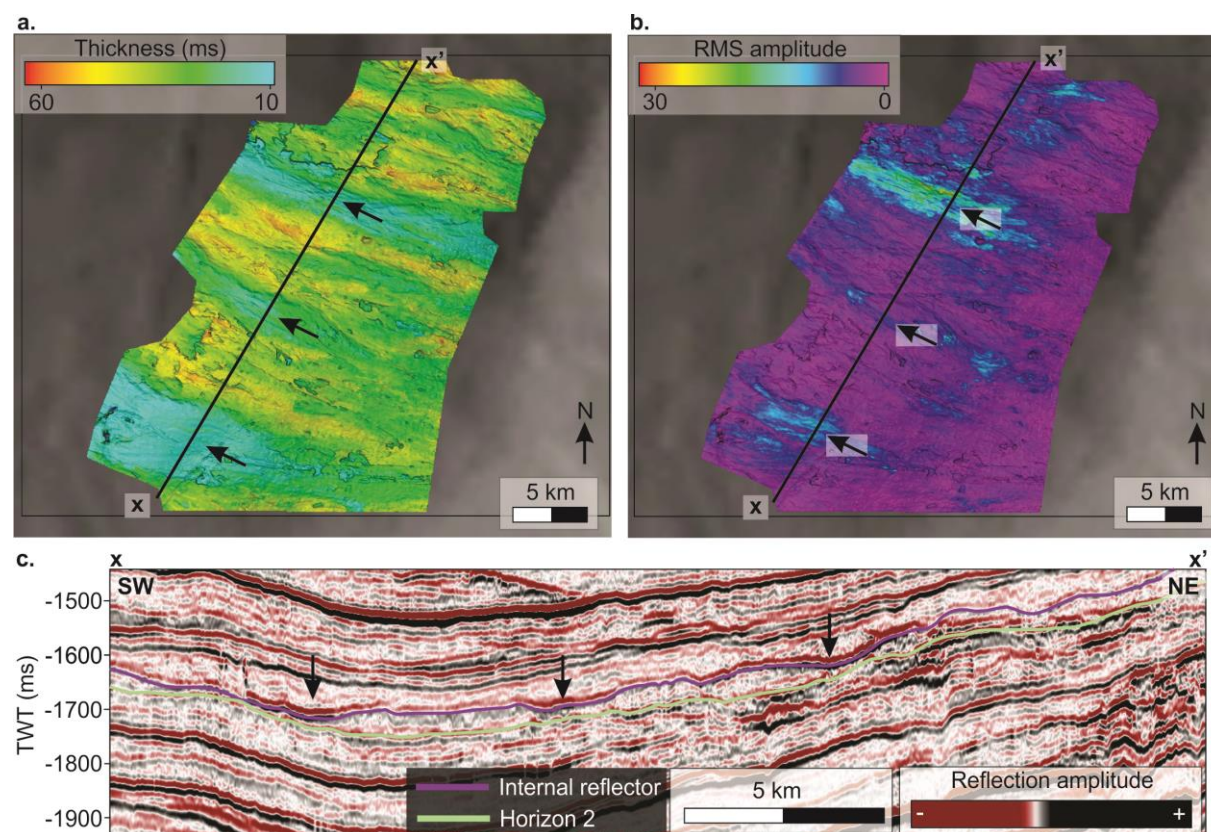 a.
Thickness (ms)
60 10
x'
x
N
5 km
b.
RMS amplitude
30 0
x'
x
N
5 km
c.
x x'
SW NE
-1500
-1600
-1700
-1800
-1900
TWT (ms)
Internal reflector
Horizon 2
5 km
Reflection amplitude
- +